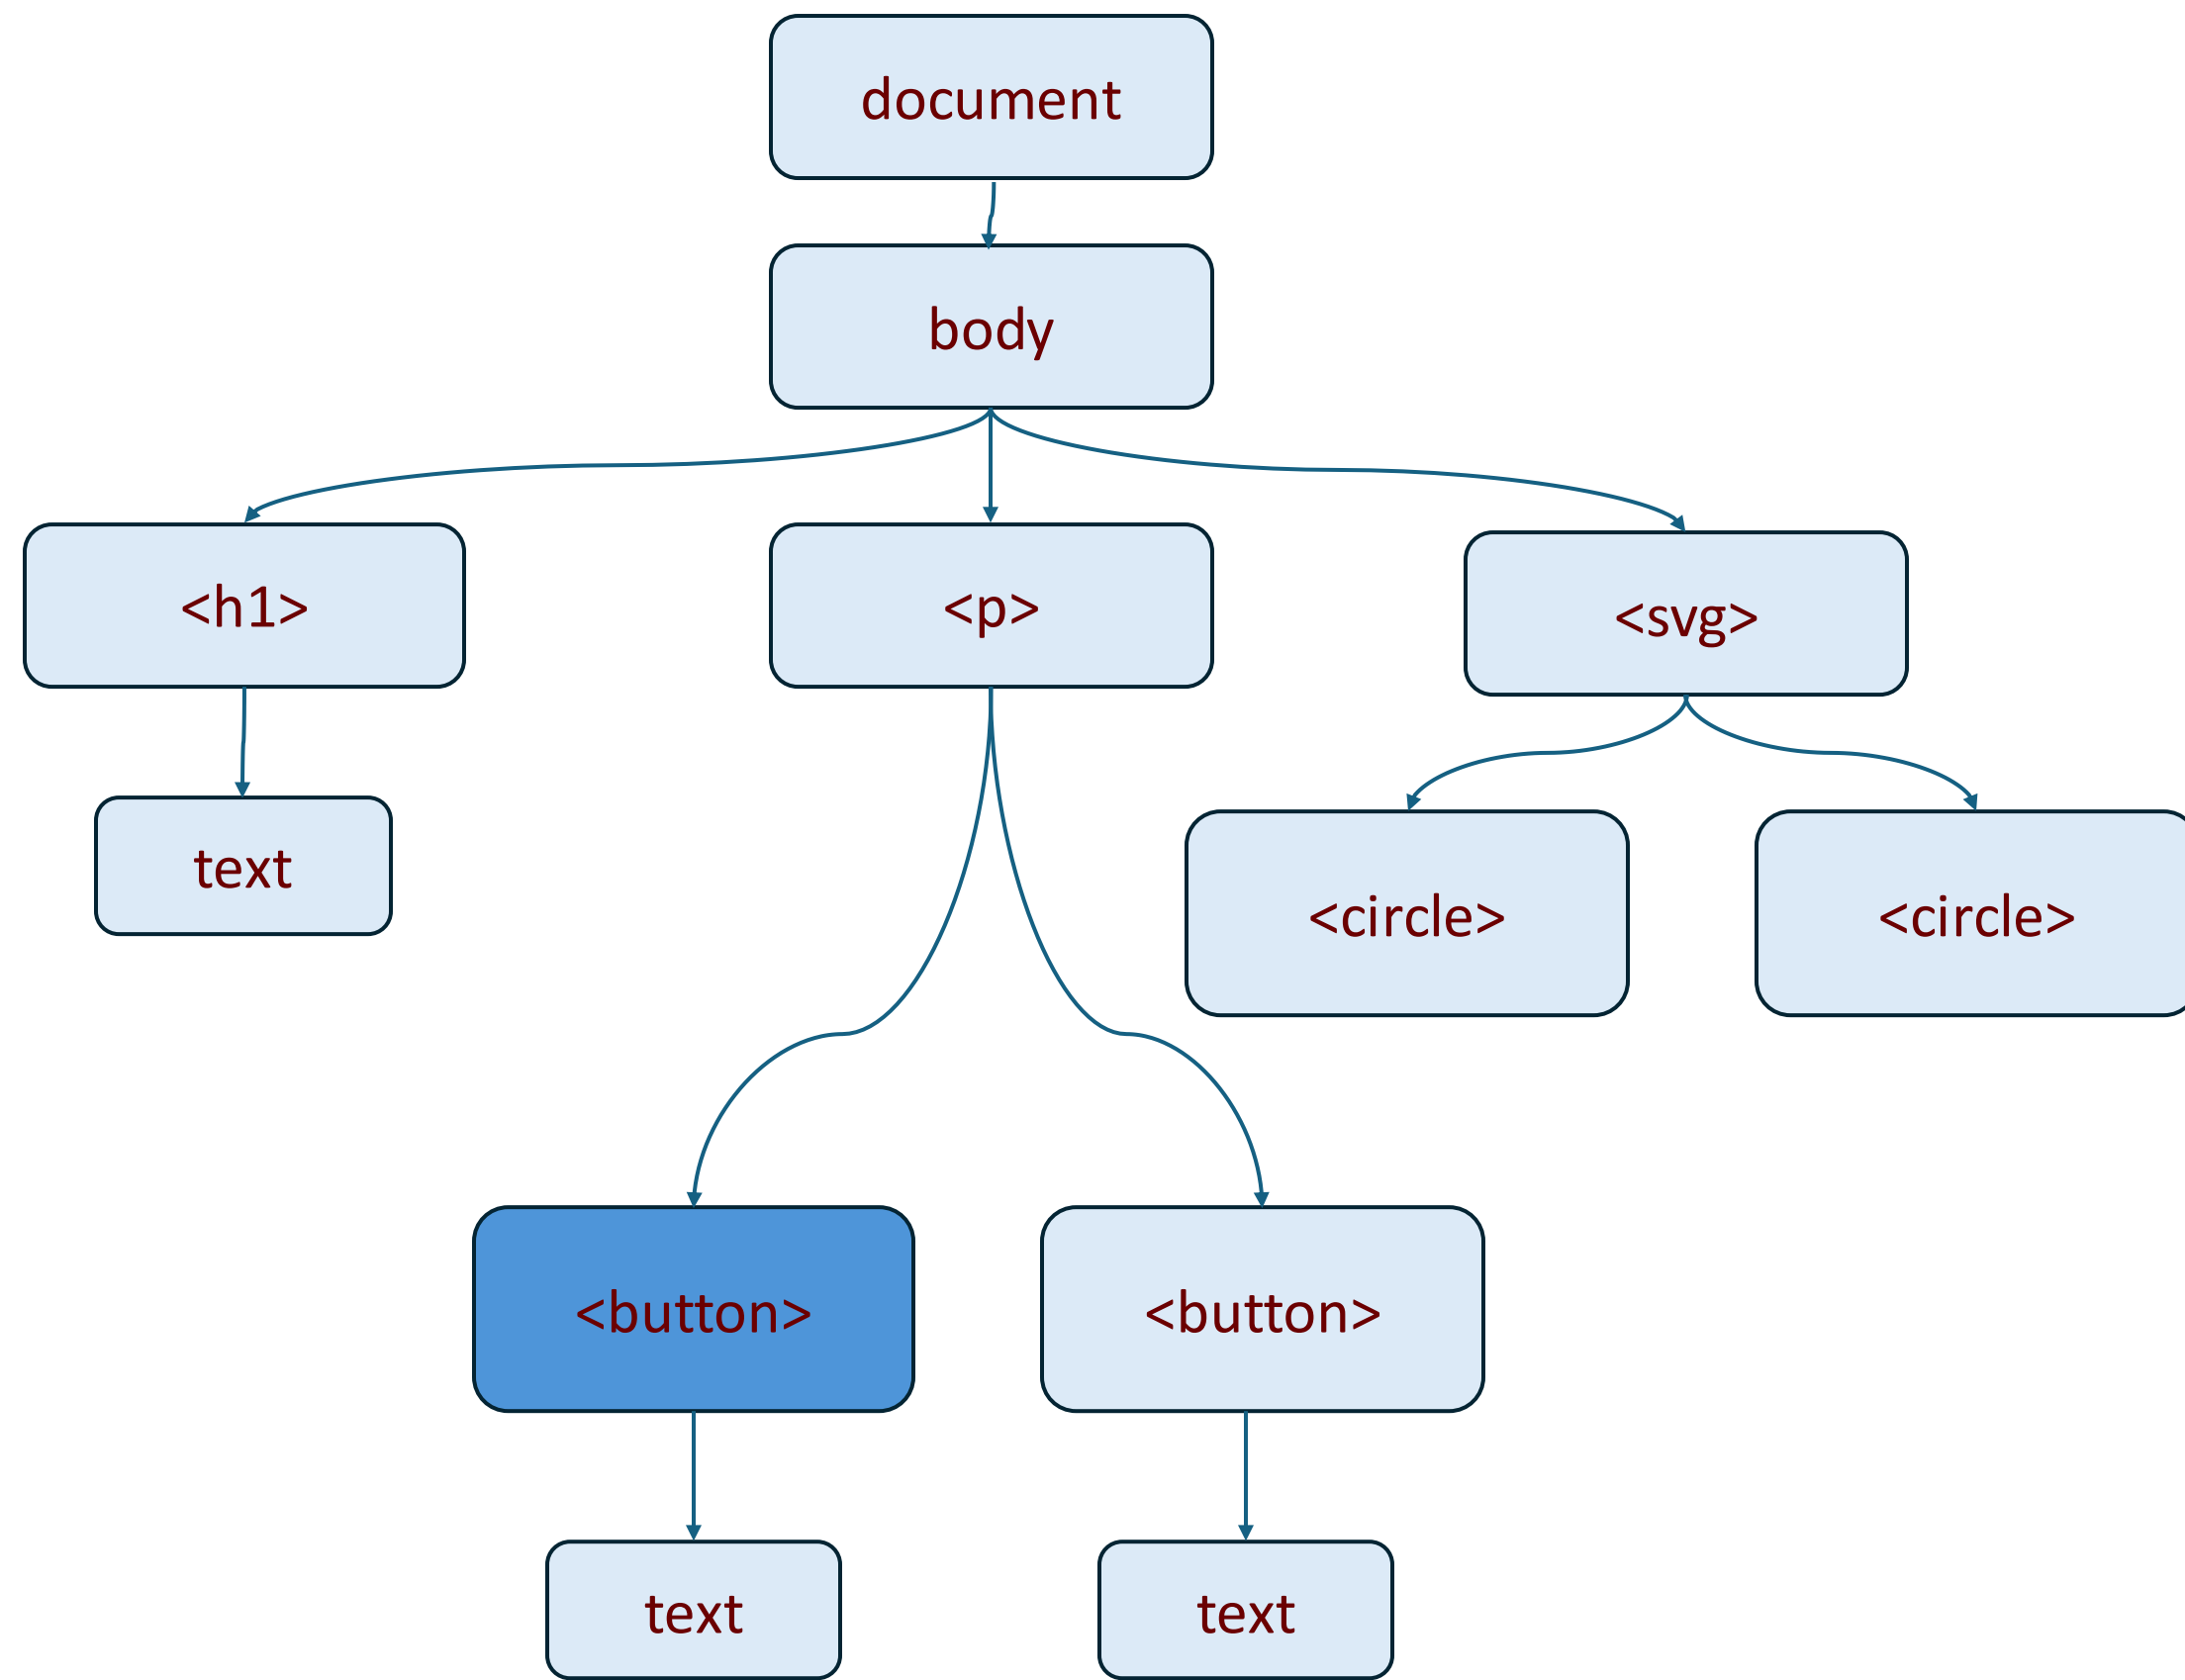 document
body
<h1>
<p>
<svg>
text
<circle>
<circle>
<button>
<button>
text
text